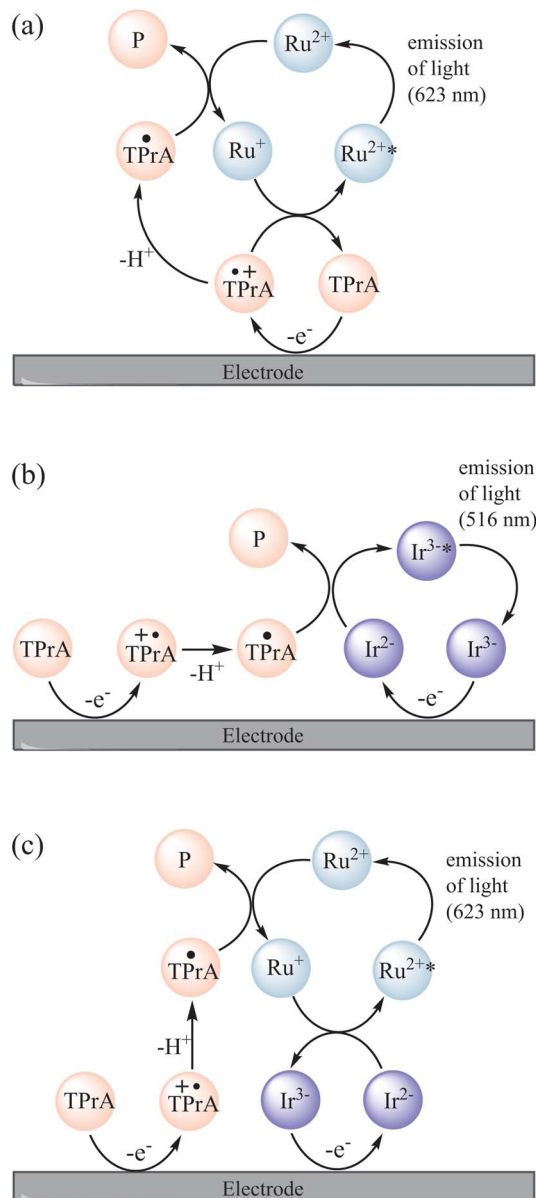 (a)
P
Ru²⁺
emission
of light
(623 nm)
•
TPrA
Ru⁺
Ru²⁺*
-H⁺
•+
TPrA
TPrA
-e⁻
Electrode
(b)
emission
of light
(516 nm)
P
Ir³⁻*
TPrA
+•
TPrA
-H⁺
•
TPrA
Ir²⁻
Ir³⁻
-e⁻
-e⁻
Electrode
(c)
P
Ru²⁺
emission
of light
(623 nm)
•
TPrA
Ru⁺
Ru²⁺*
-H⁺
TPrA
+•
TPrA
Ir³⁻
Ir²⁻
-e⁻
-e⁻
Electrode